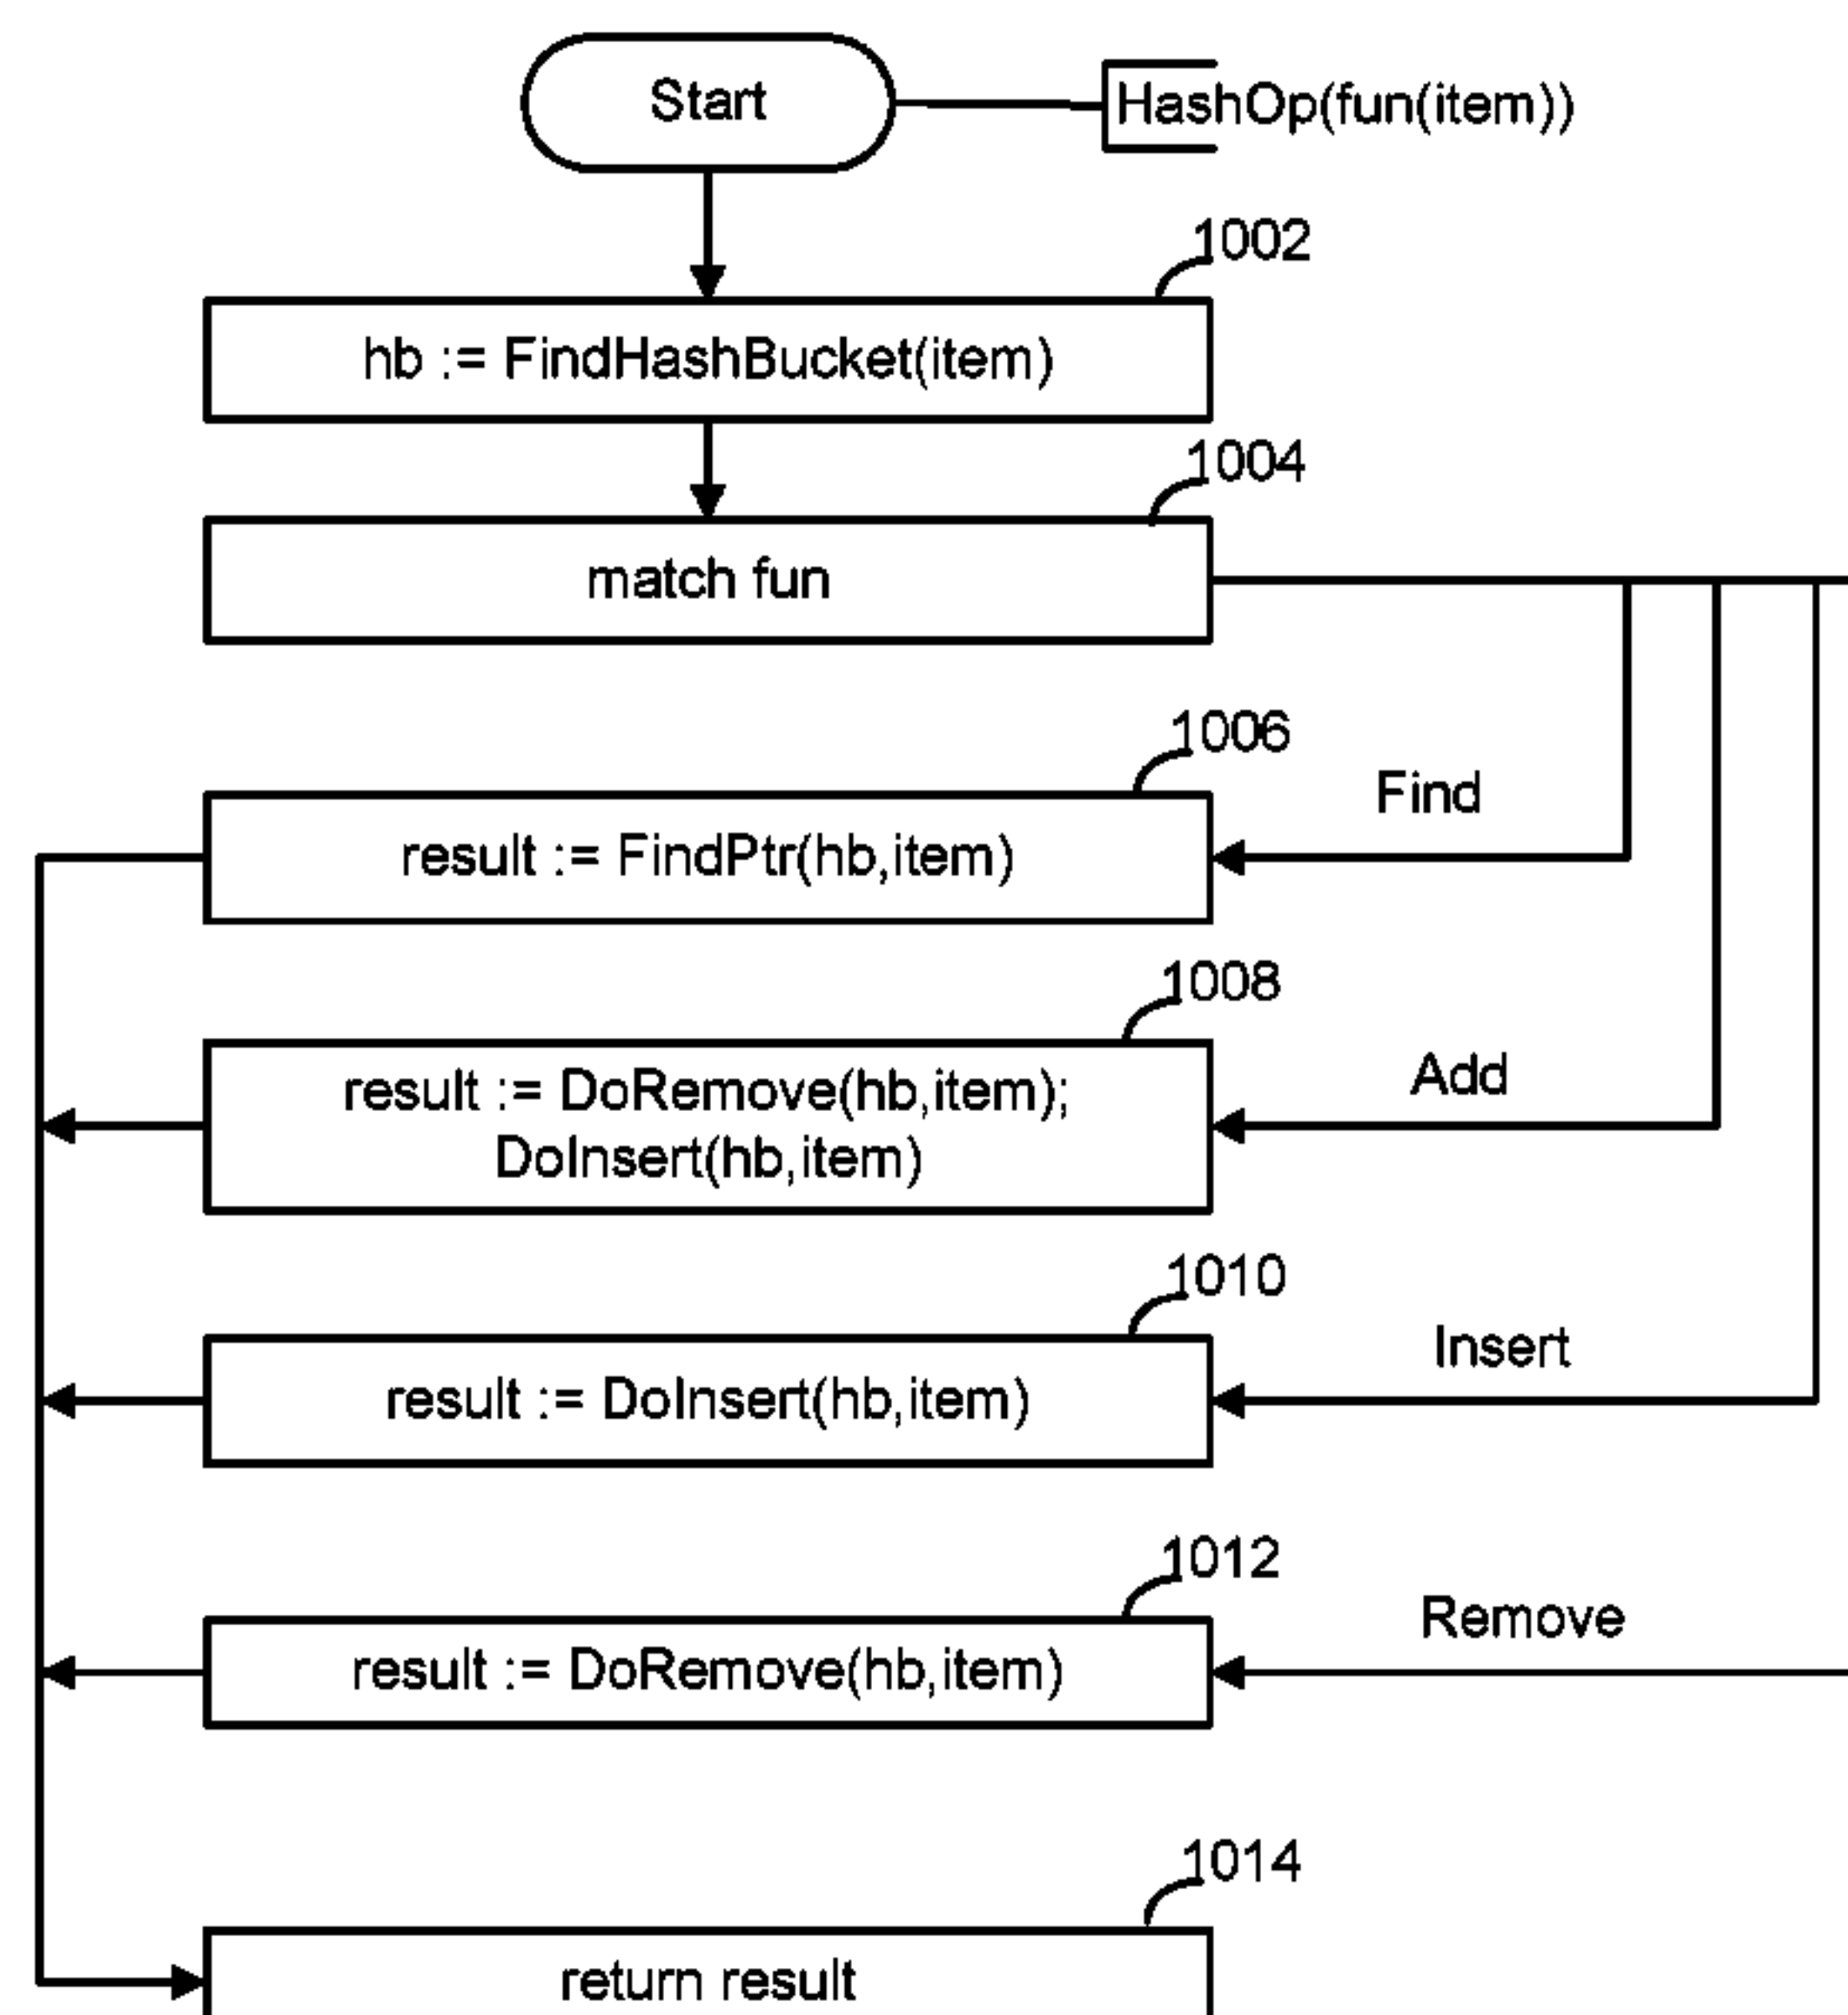 Start
HashOp(fun(item))
1002
hb := FindHashBucket(item)
1004
match fun
1006
Find
result := FindPtr(hb,item)
1008
Add
result := DoRemove(hb,item);
DoInsert(hb,item)
1010
Insert
result := DoInsert(hb,item)
1012
Remove
result := DoRemove(hb,item)
1014
return result